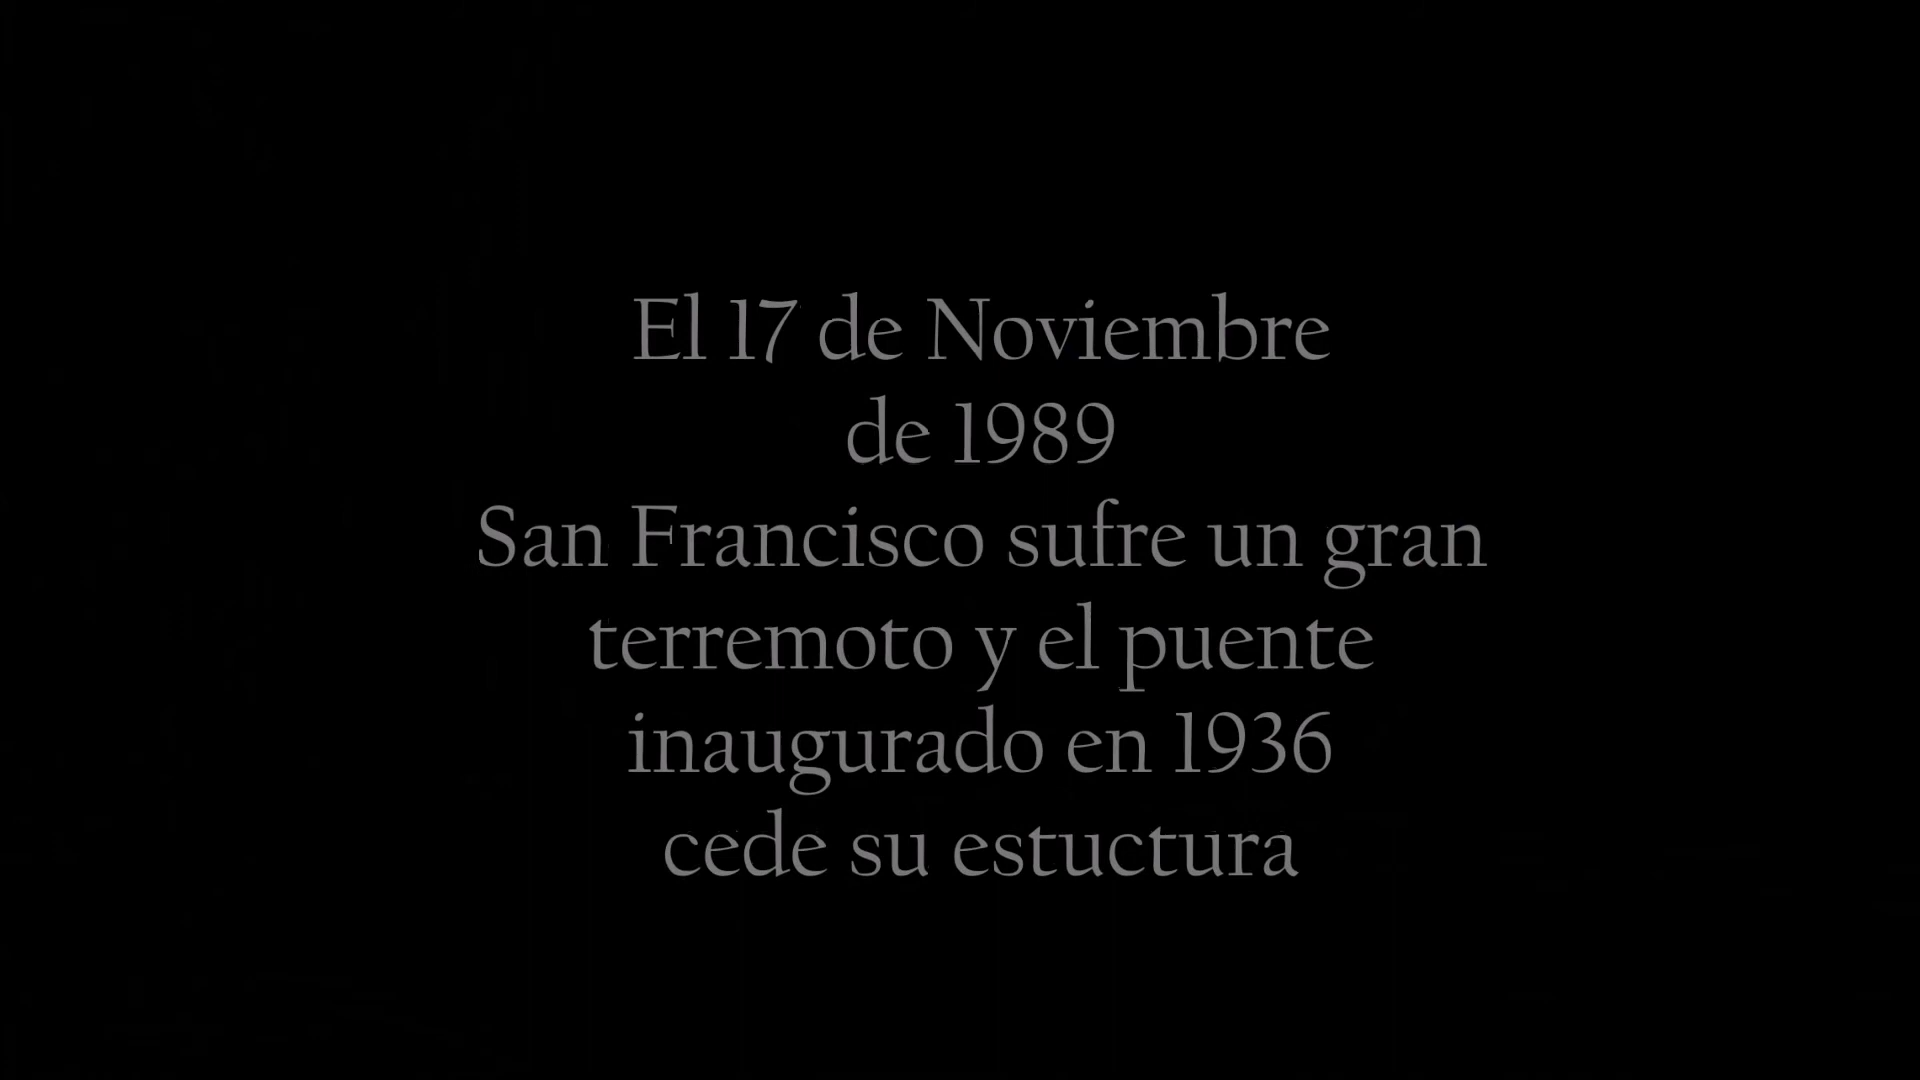 El 17 de Noviembre
de 1989
San Francisco sufre un gran
terremoto y el puente
inaugurado en 1936
cede su estuctura